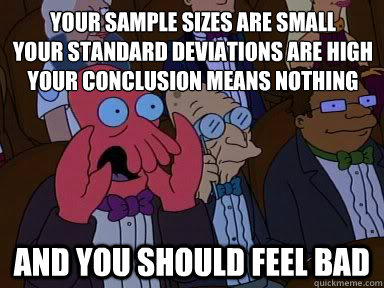 YOUR SAMPLE SIZES ARE SMALL
YOUR STANDARD DEVIATIONS ARE HIGH
YOUR CONCLUSION MEANS NOTHING
AND YOU SHOULD FEEL BAD
quickmeme.com